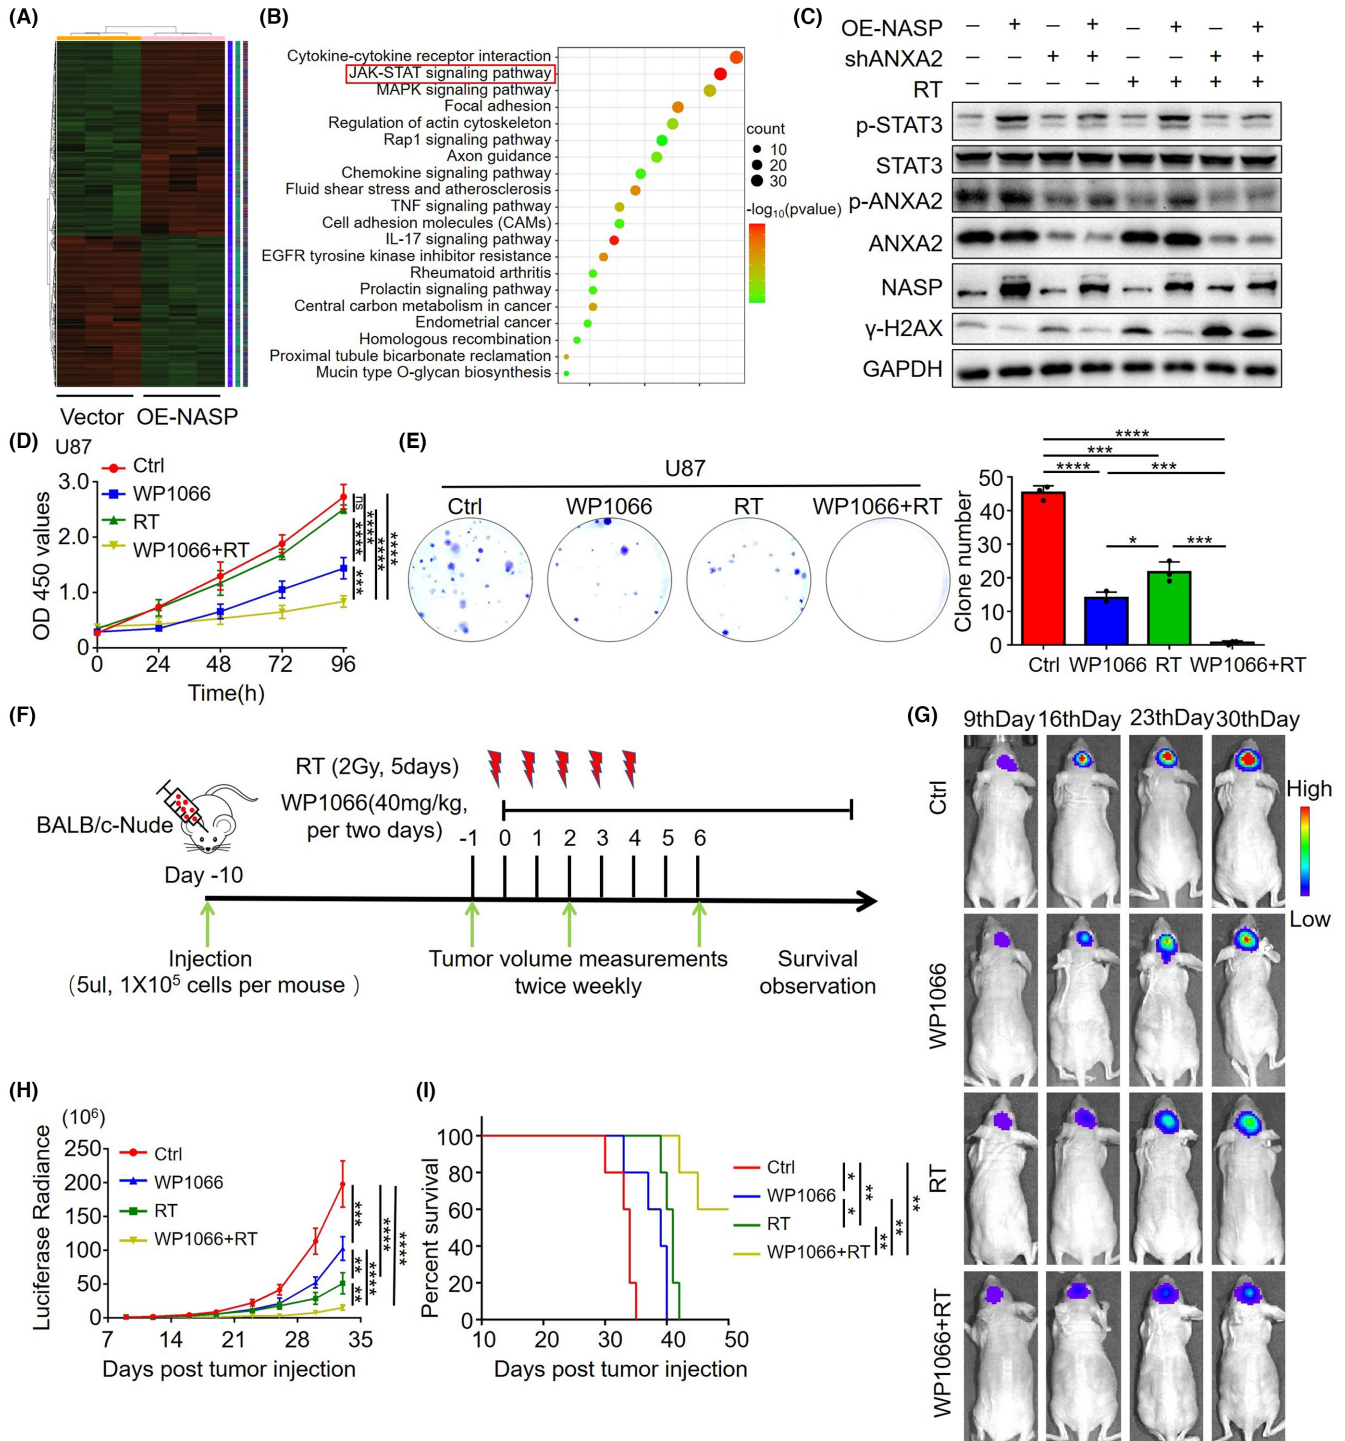 (A)
Vector OE-NASP
(B)
Cytokine-cytokine receptor interaction
JAK-STAT signaling pathway
MAPK signaling pathway
Focal adhesion
Regulation of actin cytoskeleton
Rap1 signaling pathway
Axon guidance
Chemokine signaling pathway
Fluid shear stress and atherosclerosis
TNF signaling pathway
Cell adhesion molecules (CAMs)
IL-17 signaling pathway
EGFR tyrosine kinase inhibitor resistance
Rheumatoid arthritis
Prolactin signaling pathway
Central carbon metabolism in cancer
Endometrial cancer
Homologous recombination
Proximal tubule bicarbonate reclamation
Mucin type O-glycan biosynthesis
count
10
20
30
-log10(pvalue)
(C)
OE-NASP − + − + − + − +
shANXA2 − − + + − − + +
RT − − − − + + + +
p-STAT3
STAT3
p-ANXA2
ANXA2
NASP
γ-H2AX
GAPDH
(D)
U87
Ctrl
WP1066
RT
WP1066+RT
OD 450 values
3.0
2.0
1.0
0
0 24 48 72 96
Time(h)
ns
****
****
***
****
****
(E)
U87
Ctrl WP1066 RT WP1066+RT
Clone number
50
40
30
20
10
0
****
***
**** ***
* ***
Ctrl WP1066 RT WP1066+RT
(F)
RT (2Gy, 5days)
WP1066(40mg/kg,
per two days)
BALB/c-Nude
Day -10
-1 0 1 2 3 4 5 6
Injection
(5ul, 1X10⁵ cells per mouse )
Tumor volume measurements
twice weekly
Survival
observation
(G)
9thDay 16thDay 23thDay 30thDay
Ctrl
WP1066
RT
WP1066+RT
High
Low
(H)
(10⁶)
Luciferase Radiance
250
200
150
100
50
0
7 14 21 28 35
Days post tumor injection
Ctrl
WP1066
RT
WP1066+RT
***
**
**
****
****
****
(I)
Percent survival
100
80
60
40
20
0
10 20 30 40 50
Days post tumor injection
Ctrl
WP1066
RT
WP1066+RT
*
*
**
**
**
**